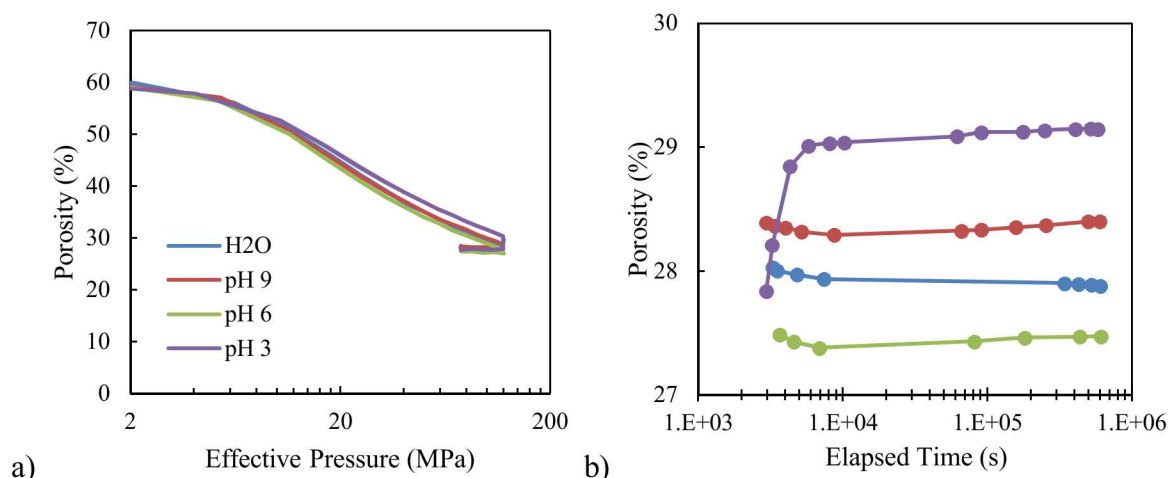 70
60
50
40
30
20
10
0
Porosity (%)
H2O
pH 9
pH 6
pH 3
2
20
200
Effective Pressure (MPa)
a)
30
29
28
27
Porosity (%)
1.E+03
1.E+04
1.E+05
1.E+06
Elapsed Time (s)
b)